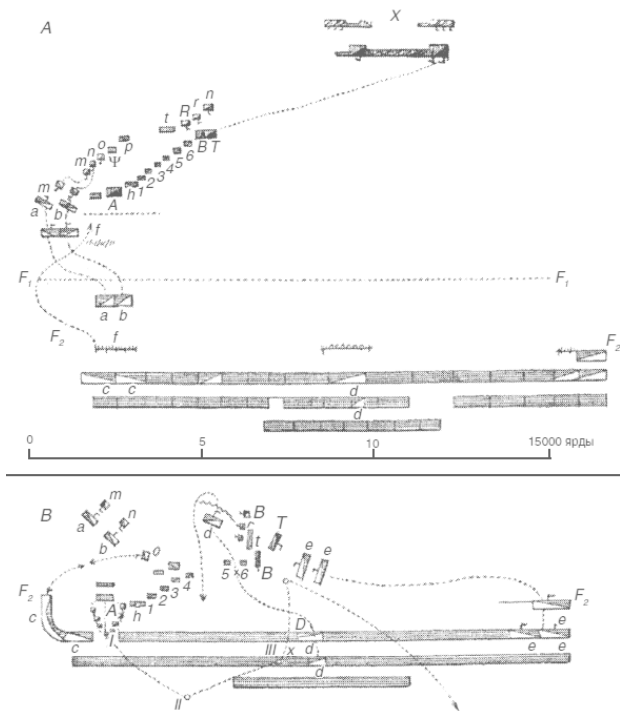 A X
n
r
t R
o p 6 B T
n Ψ 5
m 4
m 3
a b A h 1 2
f
F₁ F₁
a b
F₂ f F₂
c c d
d
0 5 10 15000 ярды
B m B
a n d r T
b t
o 5 6 B e e
4
F₂ 3 F₂
c A h 1 2
I D e
c III x d e e
d
II